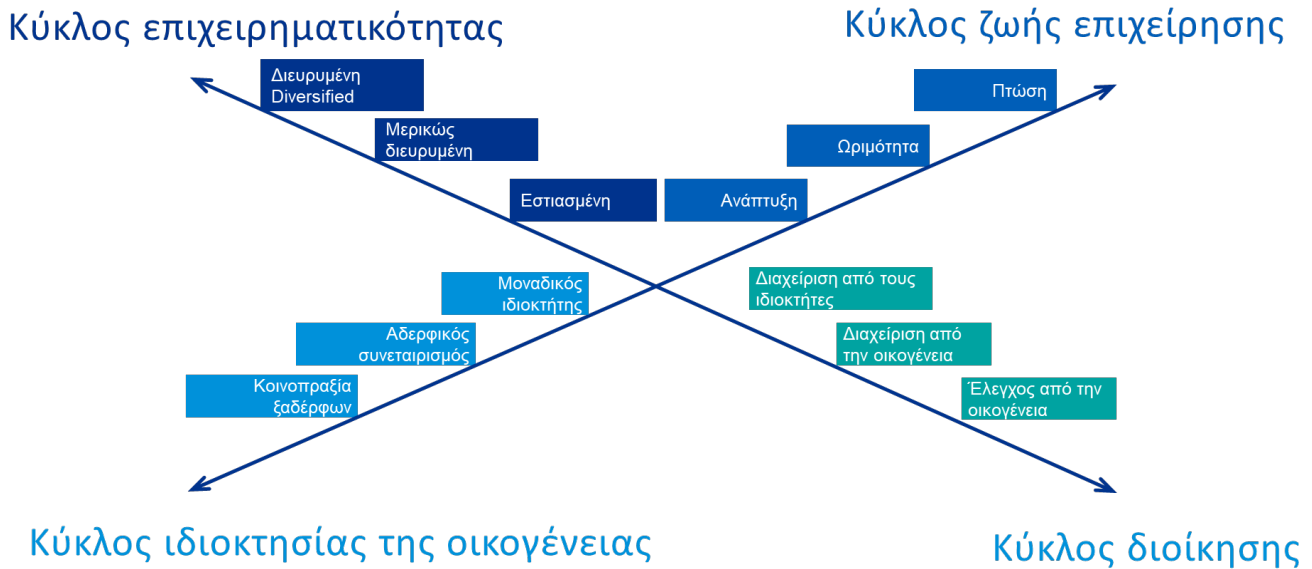 Κύκλος επιχειρηματικότητας
Κύκλος ζωής επιχείρησης
Διευρυμένη
Diversified
Πτώση
Μερικώς
διευρυμένη
Ωριμότητα
Εστιασμένη
Ανάπτυξη
Μοναδικός
ιδιοκτήτης
Διαχείριση από τους
ιδιοκτήτες
Αδερφικός
συνεταιρισμός
Διαχείριση από
την οικογένεια
Κοινοπραξία
ξαδέρφων
Έλεγχος από την
οικογένεια
Κύκλος ιδιοκτησίας της οικογένειας
Κύκλος διοίκησης